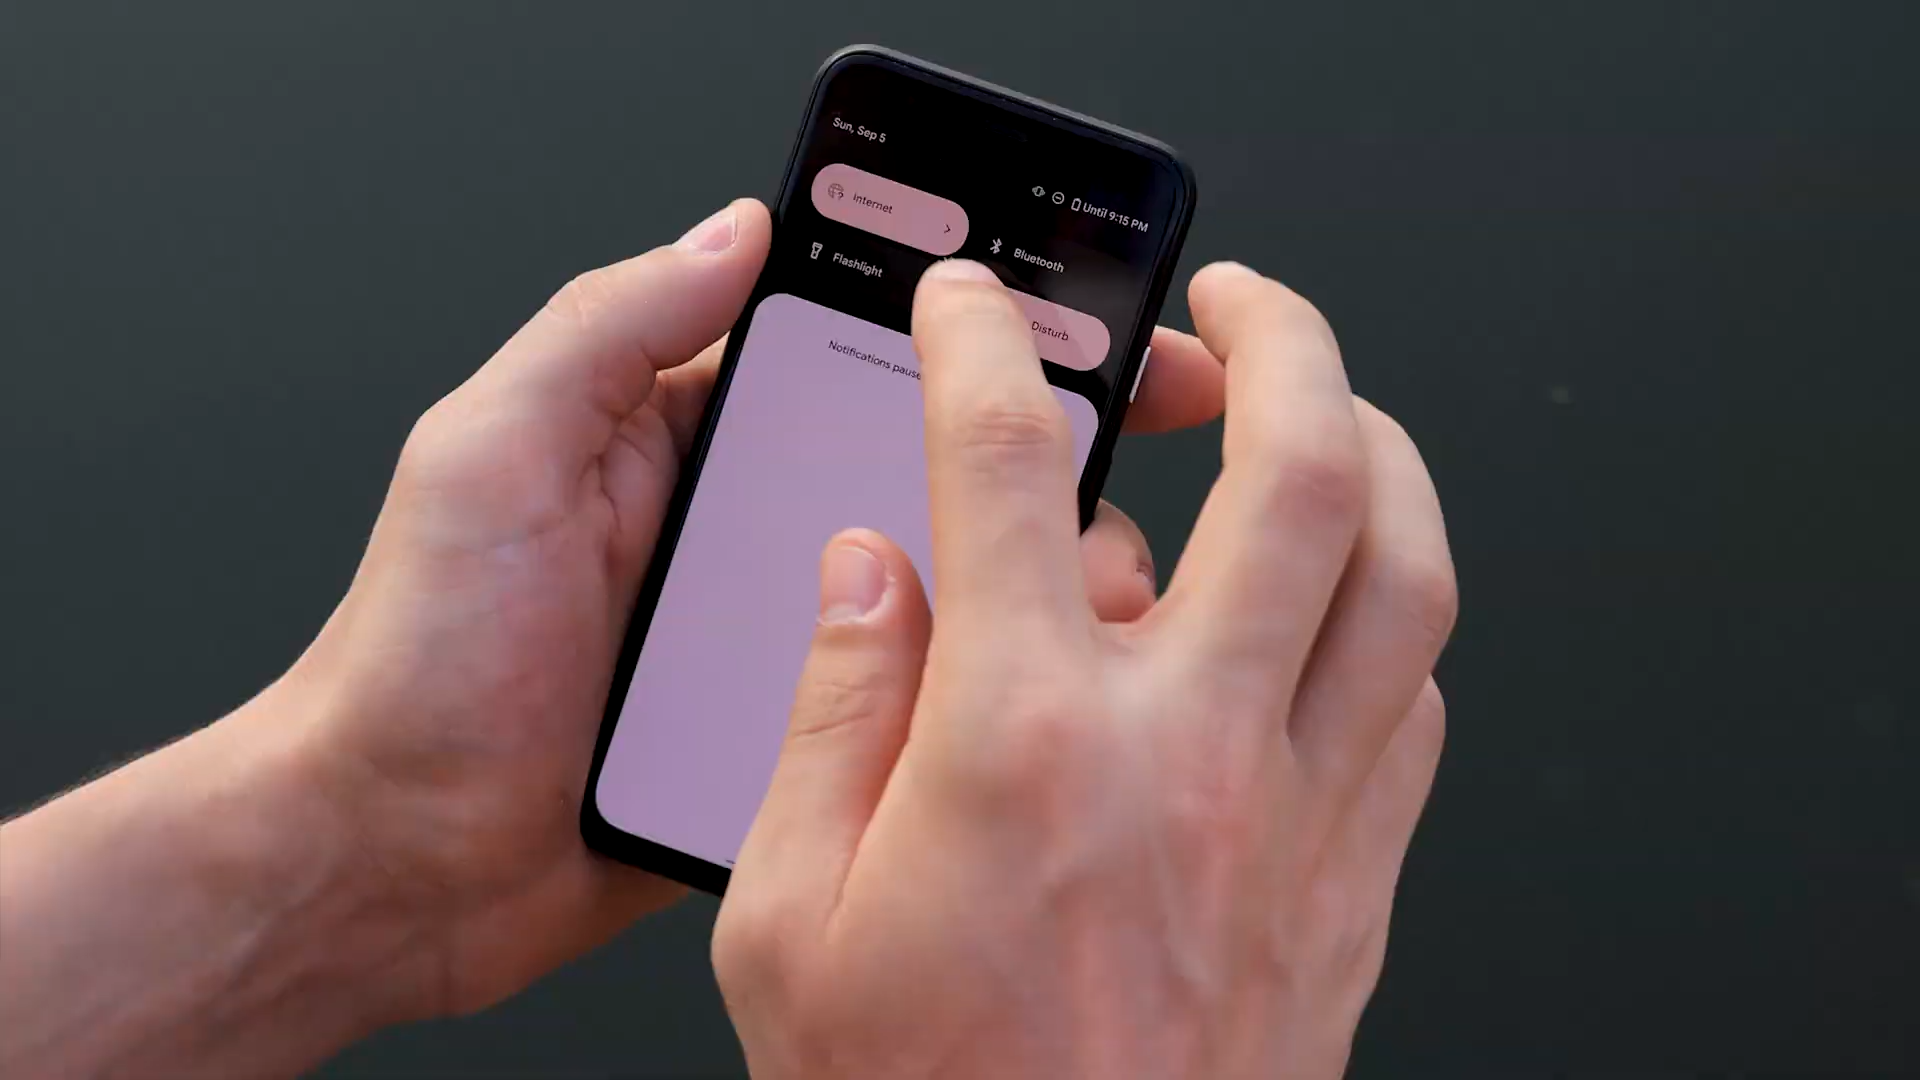 Sun, Sep 5
Until 9:15 PM
Internet
Bluetooth
Flashlight
Disturb
Notifications pause